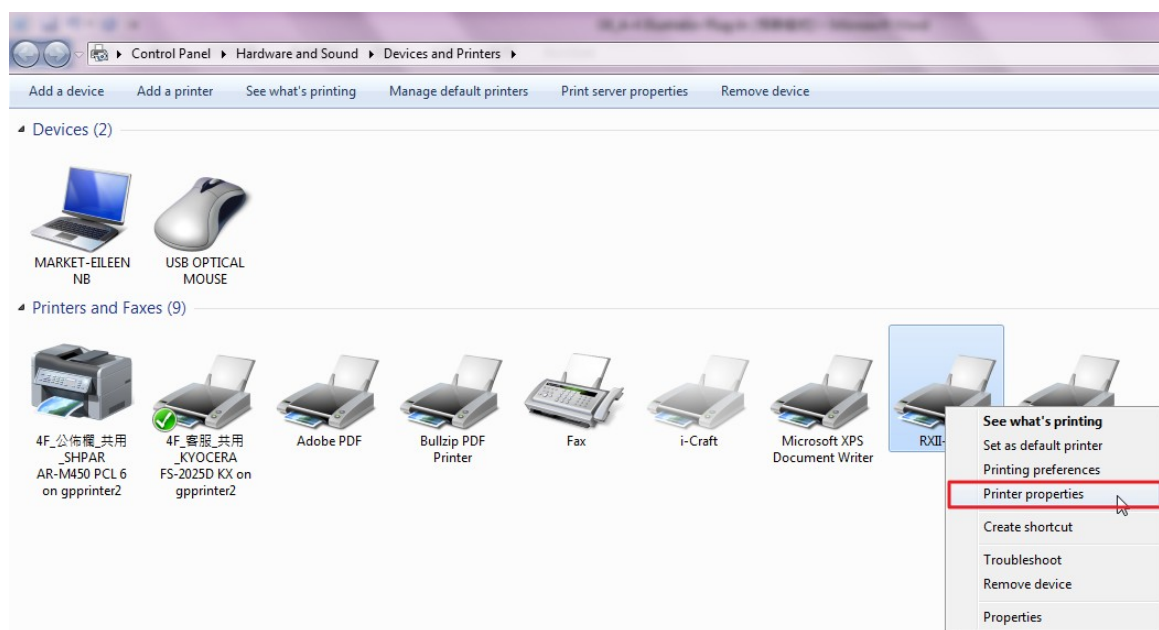 Control Panel ▸ Hardware and Sound ▸ Devices and Printers ▸
Add a device Add a printer See what's printing Manage default printers Print server properties Remove device
Devices (2)
MARKET-EILEEN
NB
USB OPTICAL
MOUSE
Printers and Faxes (9)
4F_公佈欄_共用
_SHPAR
AR-M450 PCL 6
on gpprinter2
4F_客服_共用
_KYOCERA
FS-2025D KX on
gpprinter2
Adobe PDF
Bullzip PDF
Printer
Fax
i-Craft
Microsoft XPS
Document Writer
RXII-
See what's printing
Set as default printer
Printing preferences
Printer properties
Create shortcut
Troubleshoot
Remove device
Properties